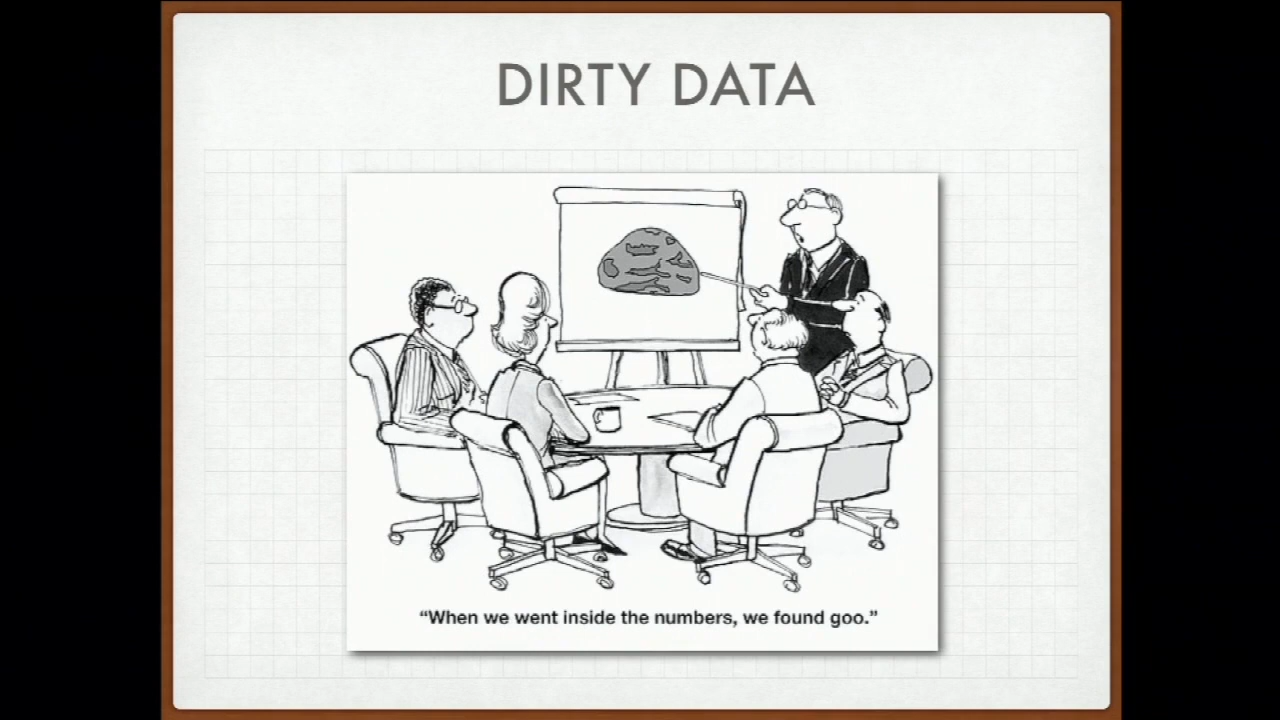 DIRTY DATA
“When we went inside the numbers, we found goo.”